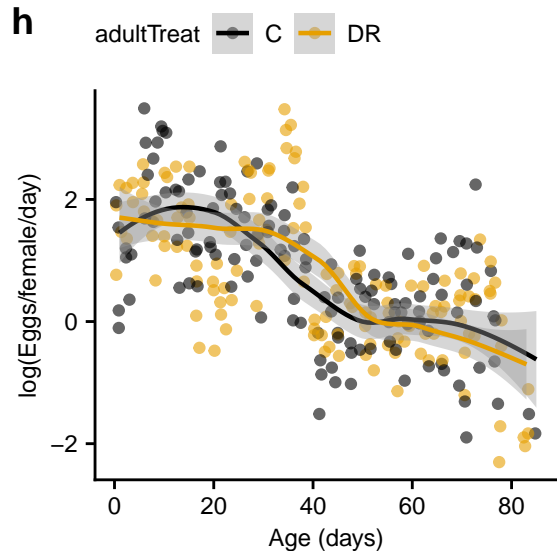 h
adultTreat C DR
log(Eggs/female/day)
2
0
−2
0 20 40 60 80
Age (days)